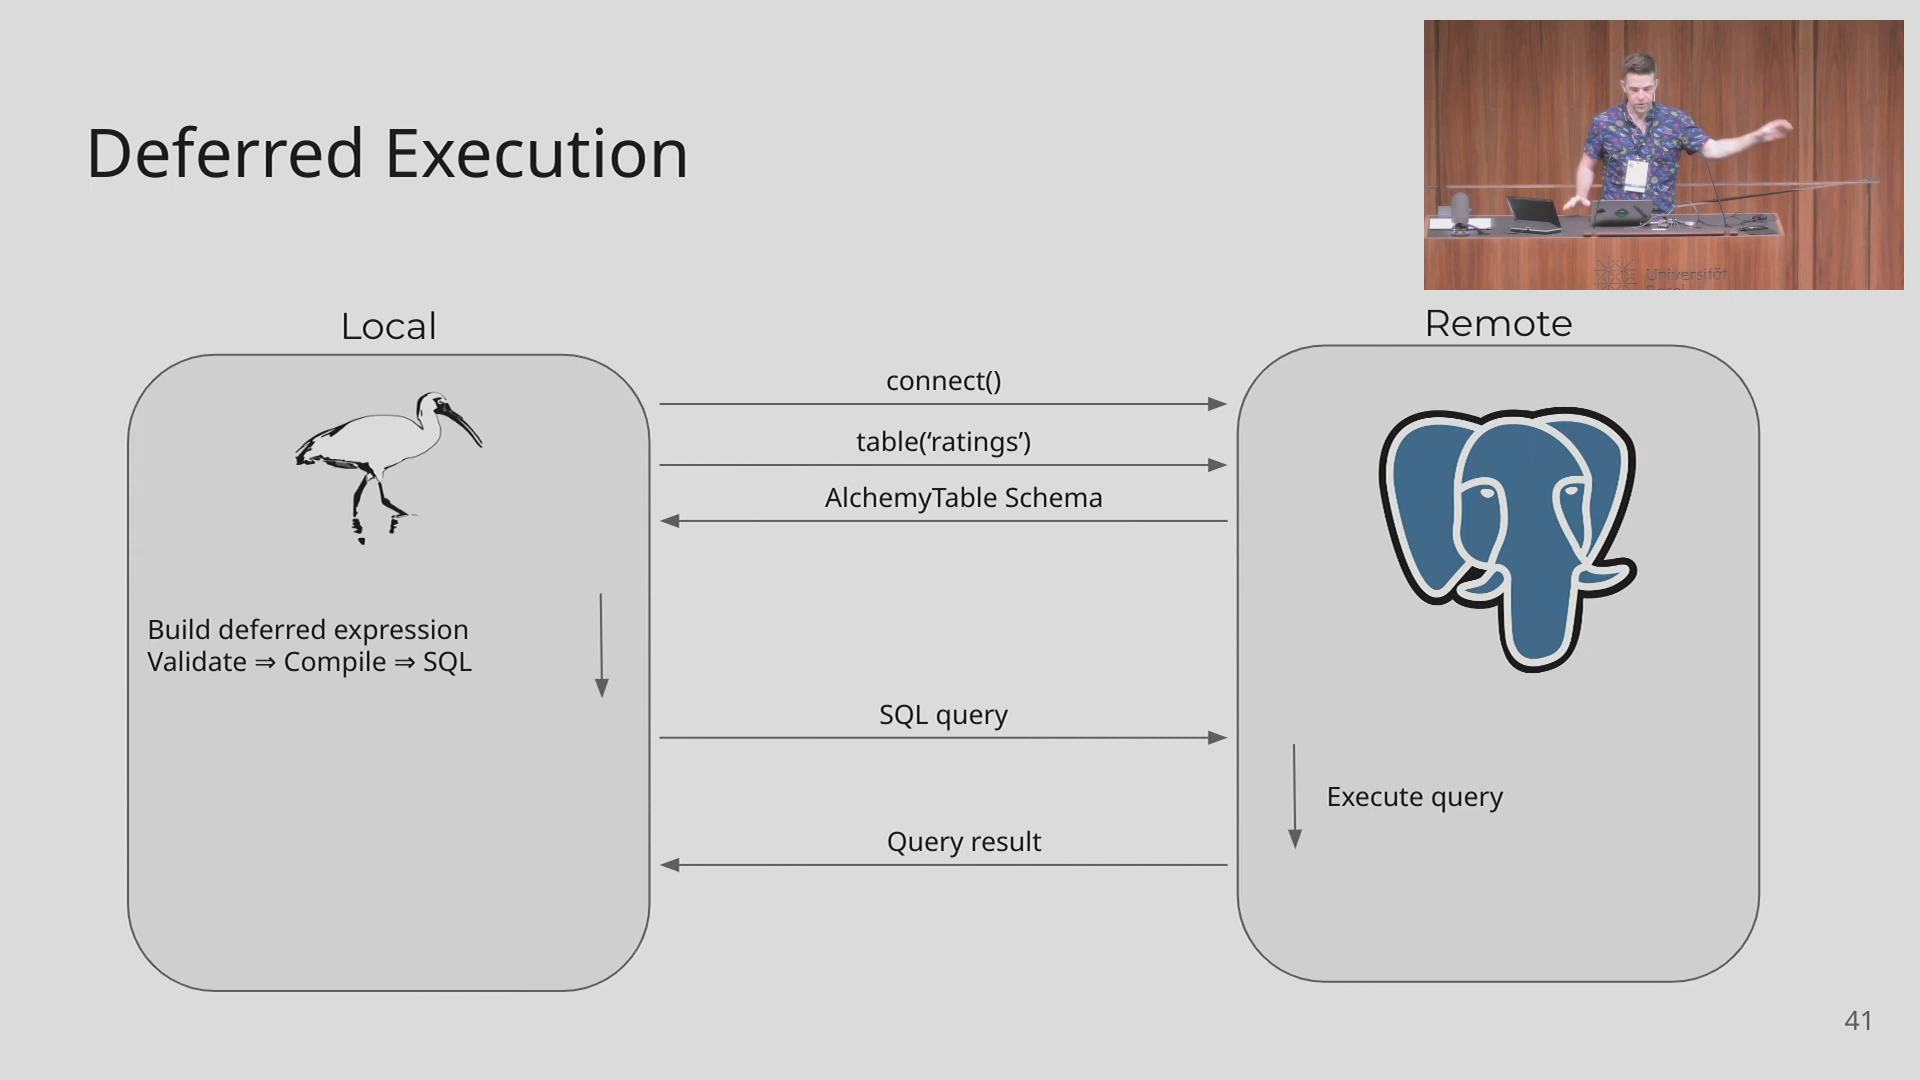 Deferred Execution
Universität
Local
Remote
connect()
table(‘ratings’)
AlchemyTable Schema
Build deferred expression
Validate ⇒ Compile ⇒ SQL
SQL query
Execute query
Query result
41